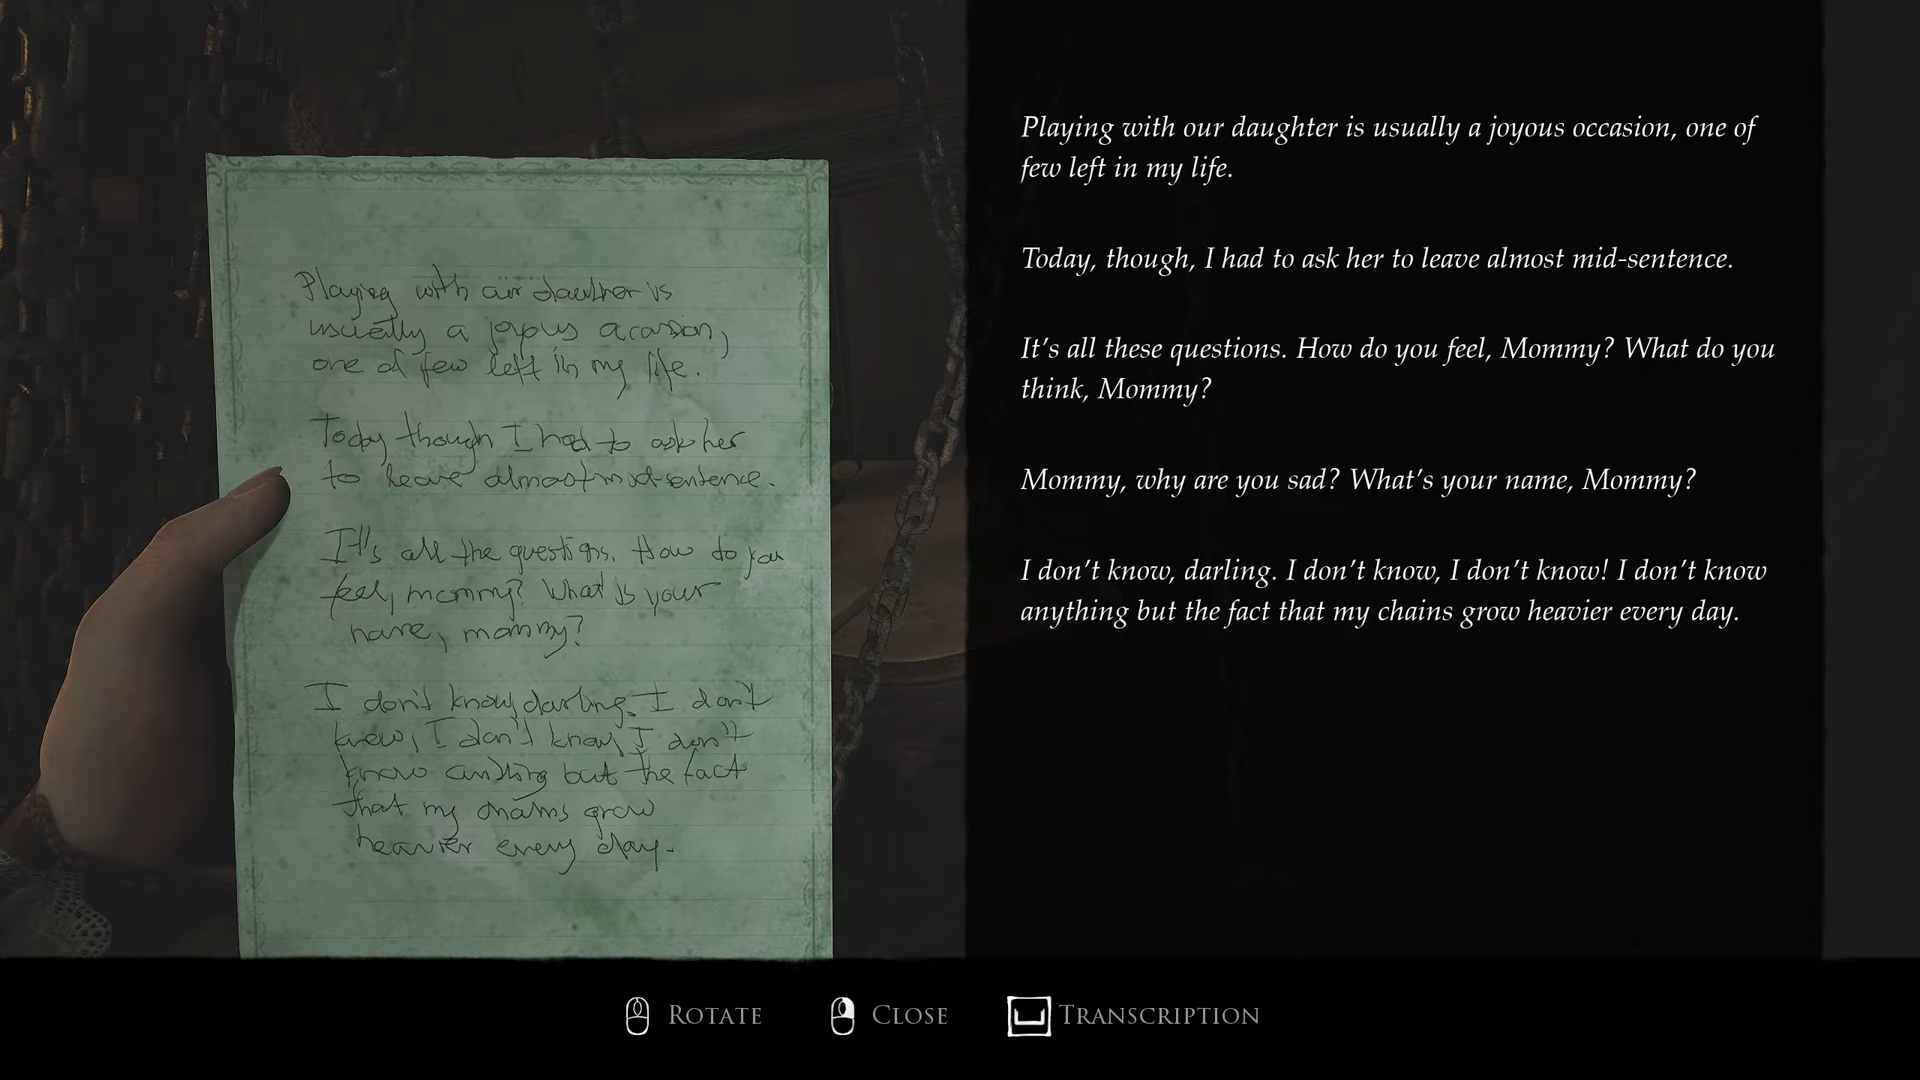 Playing with our daugther is
usually a joyous ocassion,
one of few left in my life.
Today though I had to ask her
to leave almost mid-sentence.
It's all the questions. How do you
feel, mommy? What is your
name, mommy?
I don't know, darling. I don't
know, I don't know, I don't
know anything but the fact
that my chains grow
heavier every day.
Playing with our daughter is usually a joyous occasion, one of
few left in my life.
Today, though, I had to ask her to leave almost mid-sentence.
It's all these questions. How do you feel, Mommy? What do you
think, Mommy?
Mommy, why are you sad? What's your name, Mommy?
I don't know, darling. I don't know, I don't know! I don't know
anything but the fact that my chains grow heavier every day.
ROTATE
CLOSE
TRANSCRIPTION